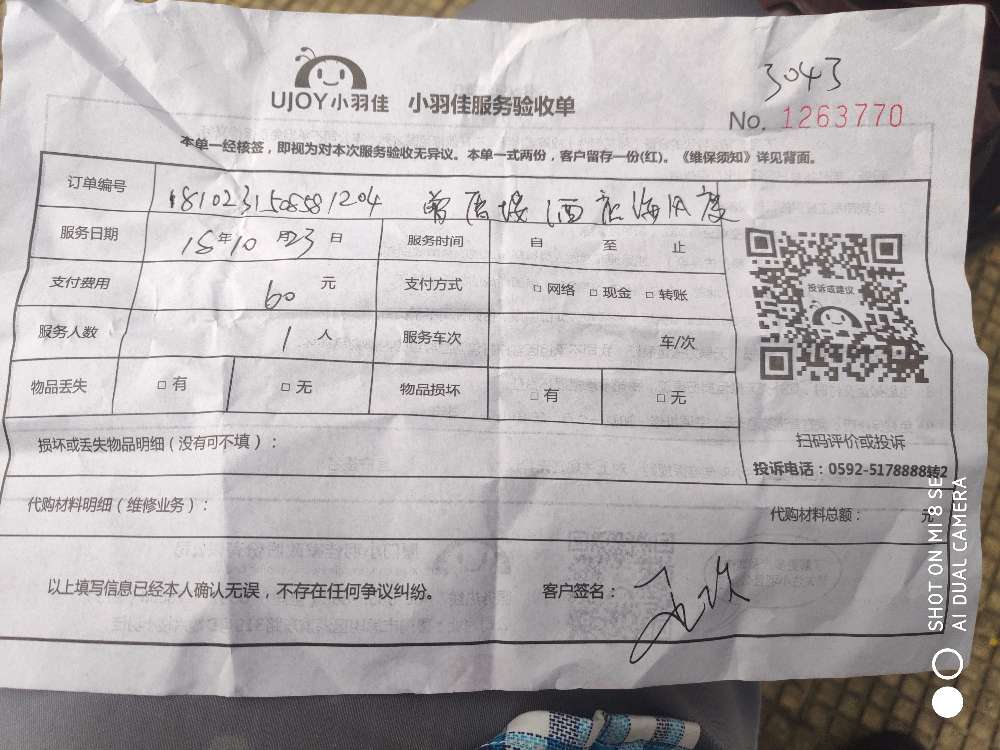 3043
UJOY小羽佳 小羽佳服务验收单
No. 1263770
本单一经核签，即视为对本次服务验收无异议。本单一式两份，客户留存一份(红)。《维保须知》详见背面。
订单编号 18102315085581204 曾厝垵 酒 海
服务日期 18年10月23日 服务时间 自 至 止
支付费用 60元 支付方式 □ 网络 □ 现金 □ 转账
投诉或建议
服务人数 1人 服务车次 车/次
物品丢失 □ 有 □ 无 物品损坏 □ 有 □ 无
损坏或丢失物品明细（没有可不填）：
扫码评价或投诉
投诉电话：0592-5178888转2
代购材料明细（维修业务）：
代购材料总额： 元
以上填写信息已经本人确认无误，不存在任何争议纠纷。 客户签名：
SHOT ON MI 8 SE
AI DUAL CAMERA